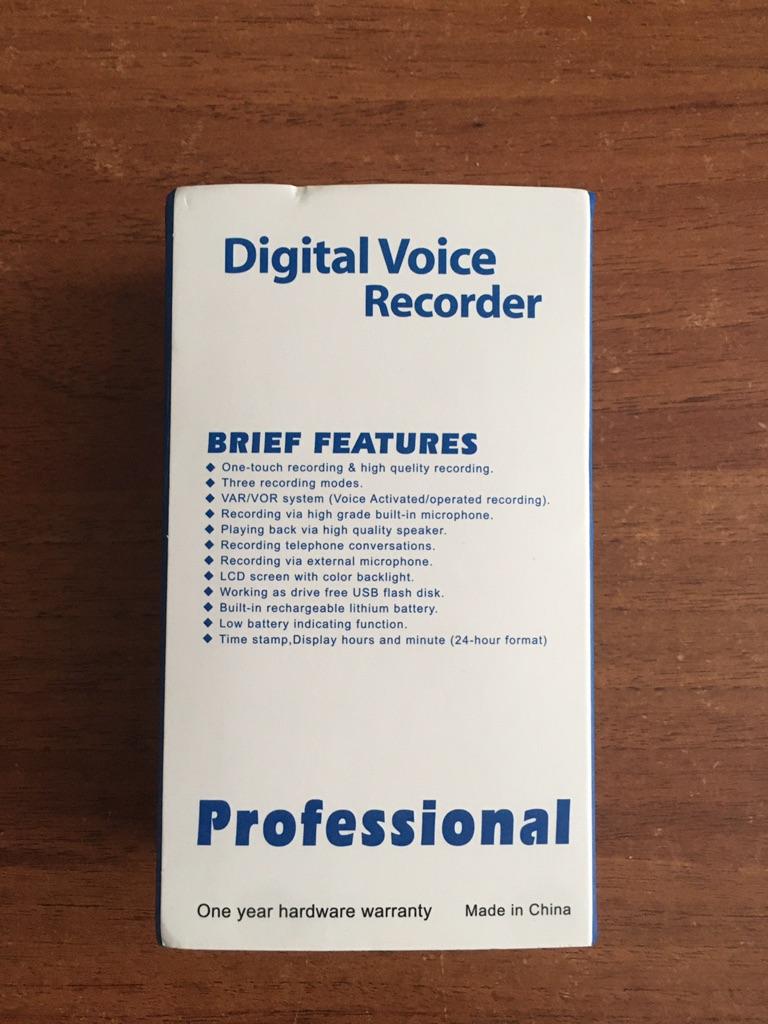 Digital Voice
Recorder
BRIEF FEATURES
◆ One-touch recording & high quelity recording.
◆ Three recording modes.
◆ VAR/VOR system (Voice Activated/operated recording).
◆ Recording via high grade built-in microphone.
◆ Playing back via high quality speaker.
◆ Recording telephone conversations.
◆ Recording via external microphone.
◆ LCD screen with color backlight.
◆ Working as drive free USB flash disk.
◆ Built-in rechargeable lithium battery.
◆ Low battery indicating function.
◆ Time stamp,Display hours and minute (24-hour format)
Professional
One year hardware warranty Made in China